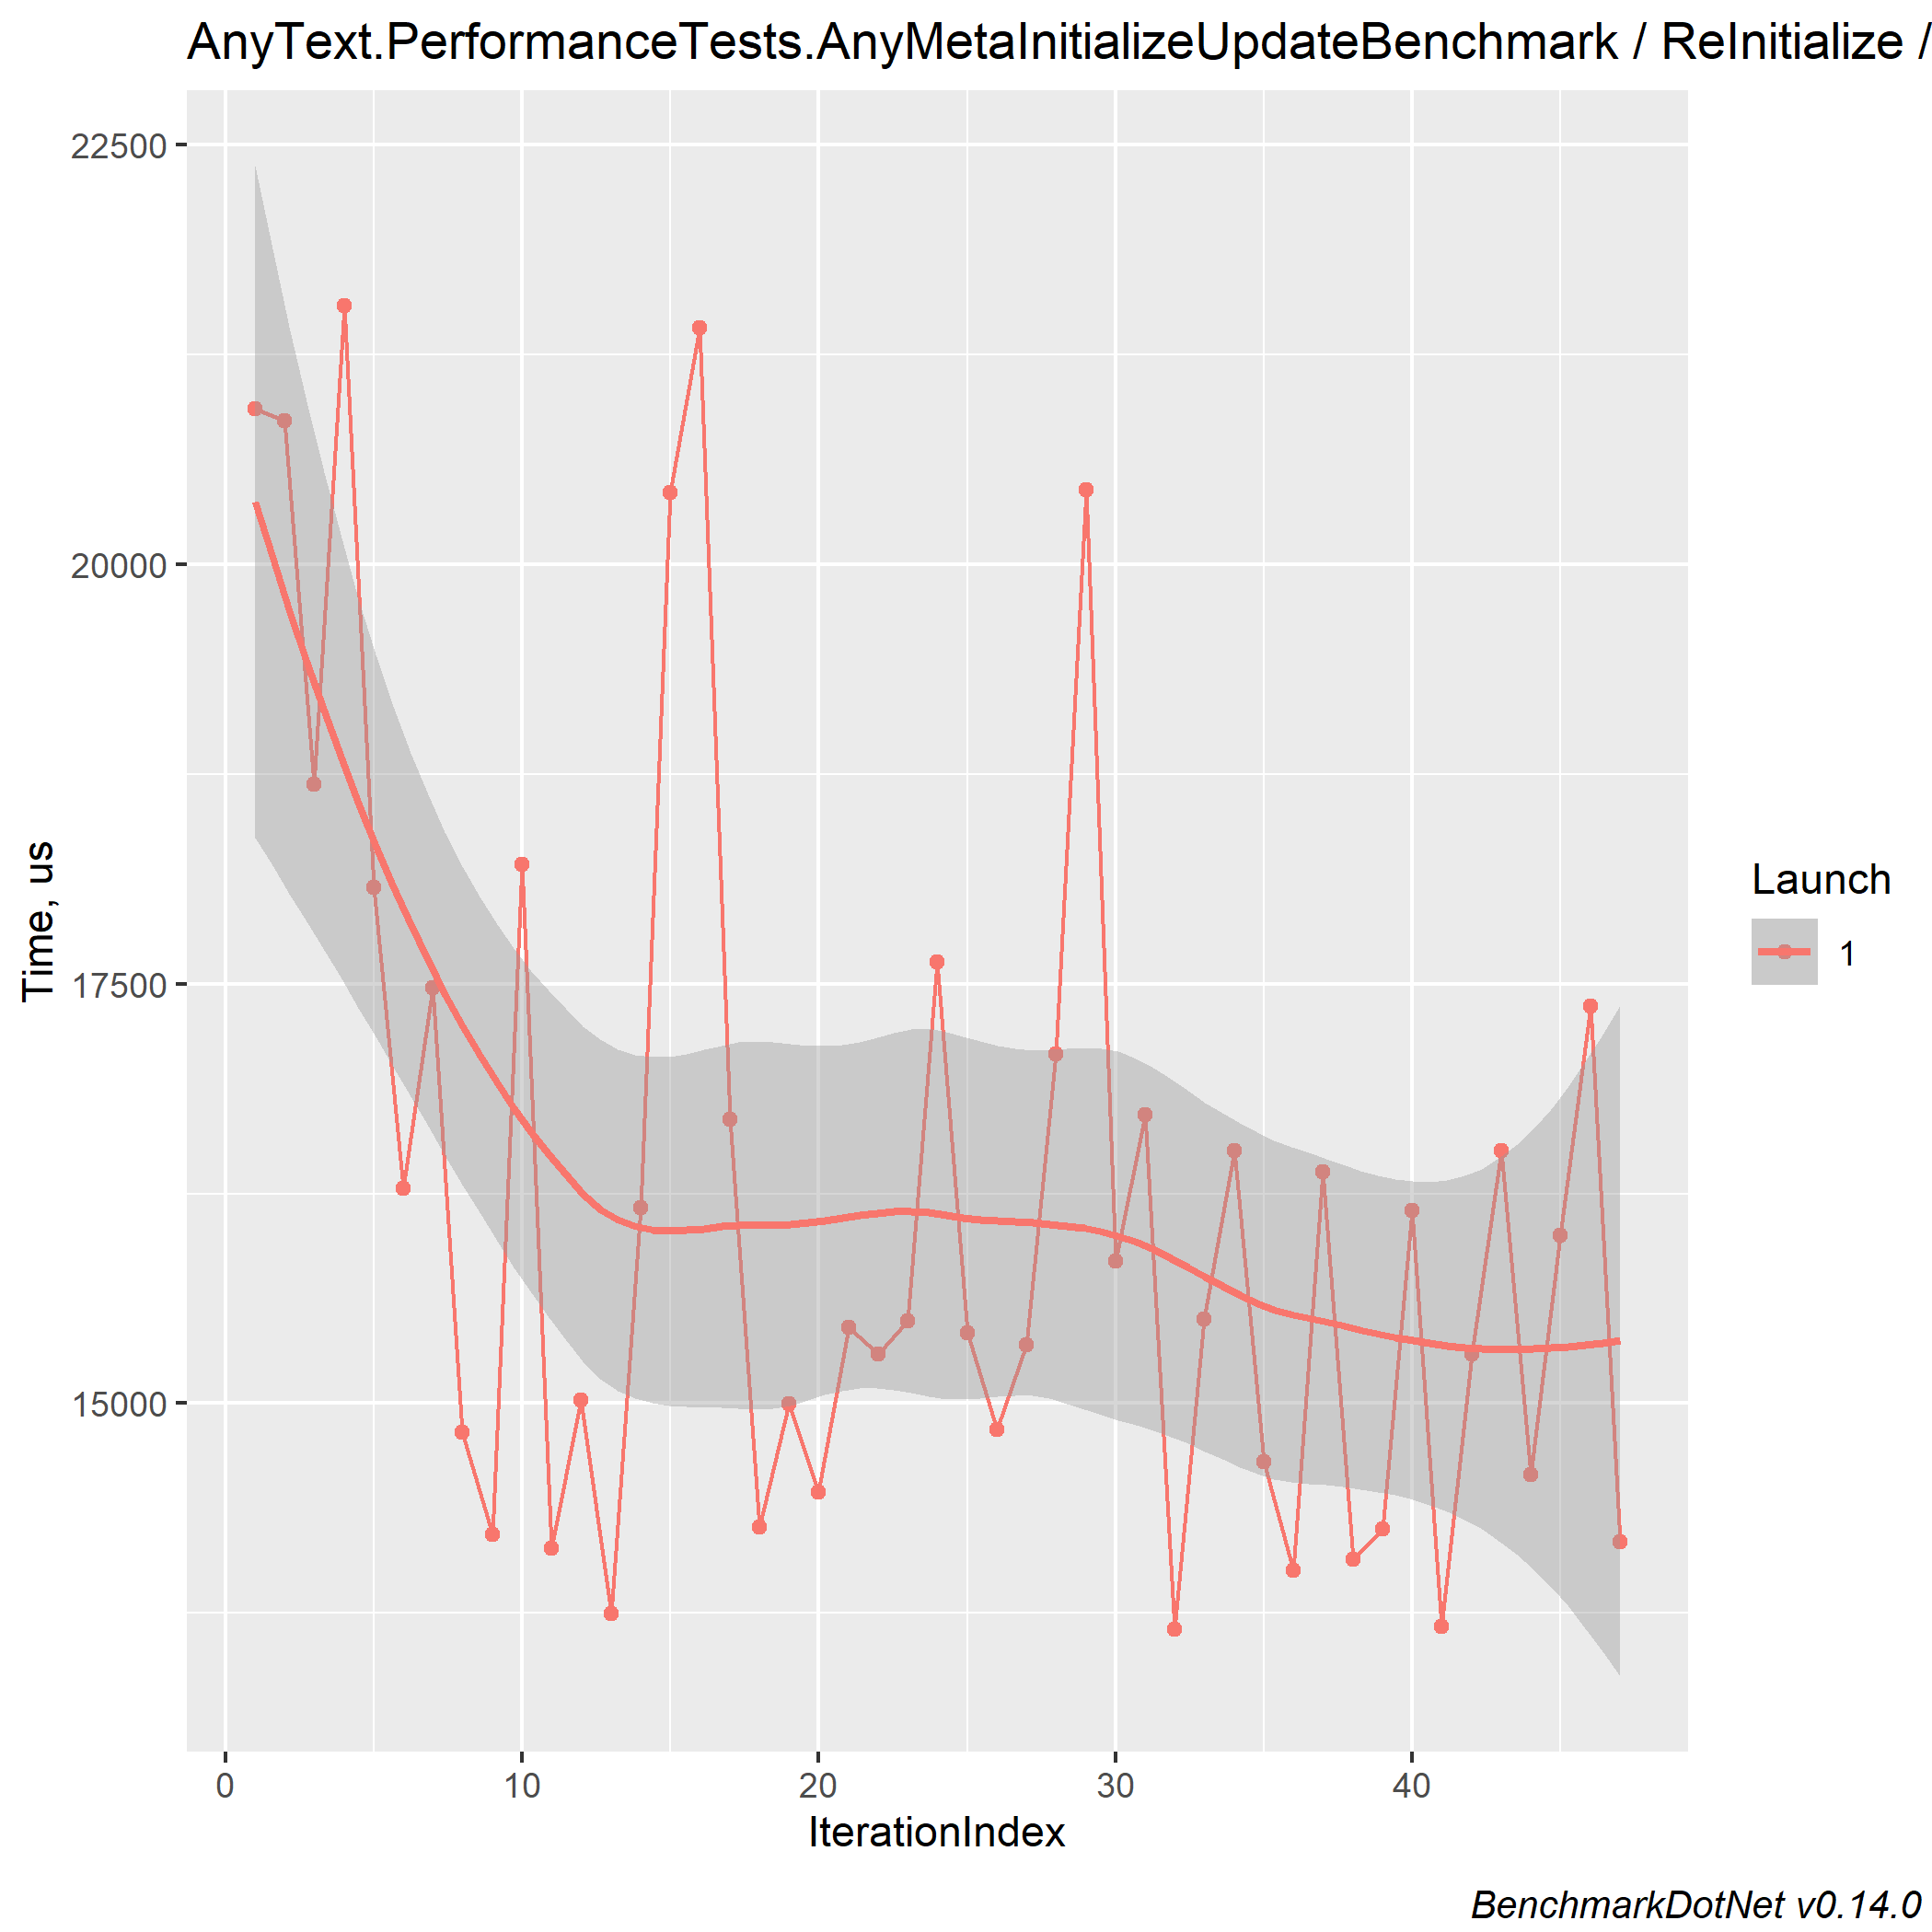 AnyText.PerformanceTests.AnyMetaInitializeUpdateBenchmark / ReInitialize /
22500
20000
17500
15000
Time, us
0 10 20 30 40
IterationIndex
Launch
1
BenchmarkDotNet v0.14.0